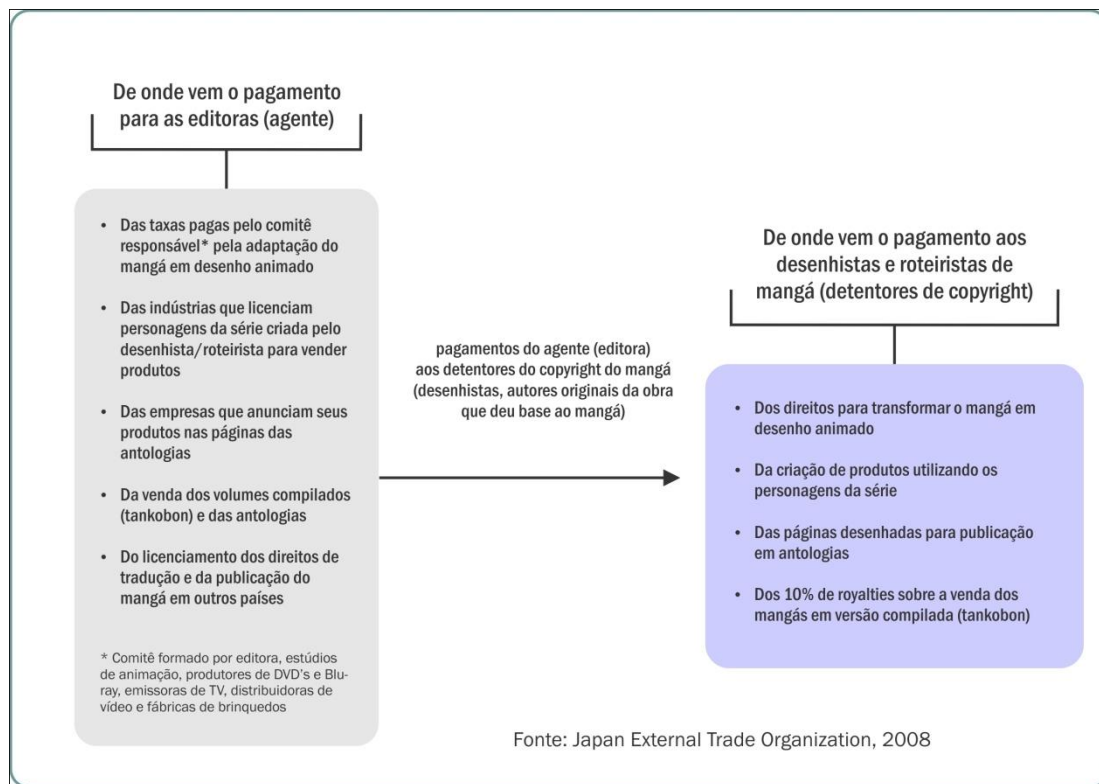 De onde vem o pagamento
para as editoras (agente)
• Das taxas pagas pelo comitê
responsável* pela adaptação do
mangá em desenho animado
• Das indústrias que licenciam
personagens da série criada pelo
desenhista/roteirista para vender
produtos
• Das empresas que anunciam seus
produtos nas páginas das
antologias
• Da venda dos volumes compilados
(tankobon) e das antologias
• Do licenciamento dos direitos de
tradução e da publicação do
mangá em outros países
* Comitê formado por editora, estúdios
de animação, produtores de DVD's e Blu-
ray, emissoras de TV, distribuidoras de
vídeo e fábricas de brinquedos
pagamentos do agente (editora)
aos detentores do copyright do mangá
(desenhistas, autores originais da obra
que deu base ao mangá)
De onde vem o pagamento aos
desenhistas e roteiristas de
mangá (detentores de copyright)
• Dos direitos para transformar o mangá em
desenho animado
• Da criação de produtos utilizando os
personagens da série
• Das páginas desenhadas para publicação
em antologias
• Dos 10% de royalties sobre a venda dos
mangás em versão compilada (tankobon)
Fonte: Japan External Trade Organization, 2008